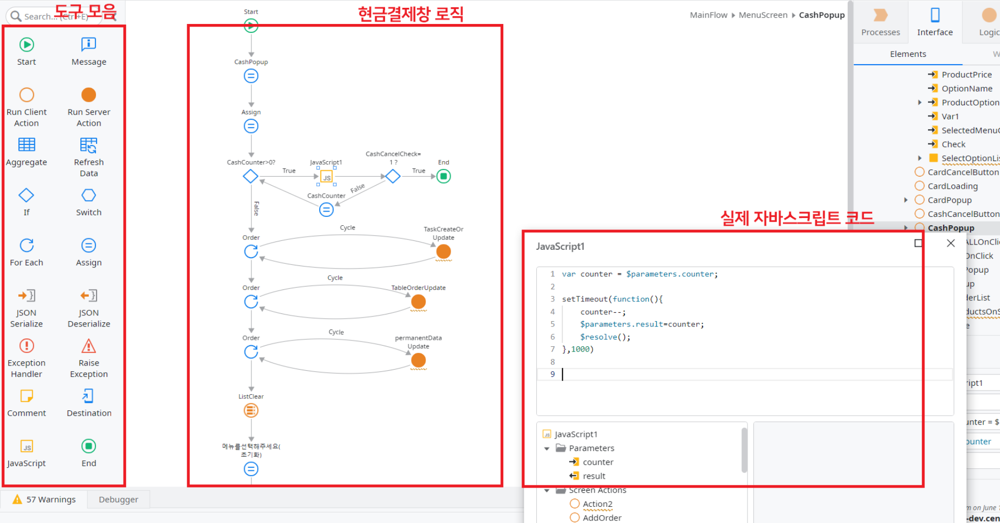 도구 모음
Search... (Ctrl+E)
Start
Message
Run Client
Action
Run Server
Action
Aggregate
Refresh
Data
If
Switch
For Each
Assign
JSON
Serialize
JSON
Deserialize
Exception
Handler
Raise
Exception
Comment
Destination
JavaScript
End
57 Warnings
Debugger
현금결제창 로직
Start
CashPopup
Assign
CashCounter>0?
True
JavaScript1
CashCancelCheck=
1 ?
True
End
False
CashCounter
False
Order
Cycle
TaskCreateOr
Update
Order
Cycle
TableOrderUpdate
Order
Cycle
permanentData
Update
ListClear
메뉴를선택해주세요(
초기화)
MainFlow
MenuScreen
CashPopup
Processes
Interface
Logic
Elements
W
ProductPrice
OptionName
ProductOption
Var1
SelectedMenu
Check
SelectOptionLis
CardCancelButton
CardLoading
CardPopup
CashCancelButton
CashPopup
ALLOnCli
OnClick
Popup
up
derList
ductsOnS
e
실제 자바스크립트 코드
JavaScript1
1 var counter = $parameters.counter;
2
3 setTimeout(function(){
4 counter--;
5 $parameters.result=counter;
6 $resolve();
7 },1000)
8
9
JavaScript1
Parameters
counter
result
Screen Actions
Action2
AddOrder
ript1
unter = $
ounter
m on June
-dev.cen